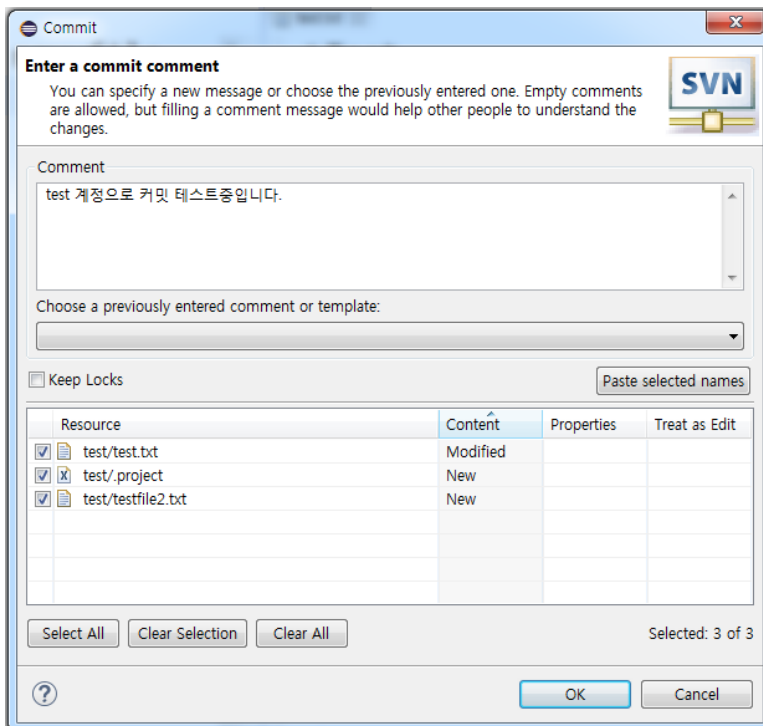 Commit
Enter a commit comment
You can specify a new message or choose the previously entered one. Empty comments
are allowed, but filling a comment message would help other people to understand the
changes.
SVN
Comment
test 계정으로 커밋 테스트중입니다.
Choose a previously entered comment or template:
Keep Locks
Paste selected names
Resource Content Properties Treat as Edit
test/test.txt Modified
test/.project New
test/testfile2.txt New
Select All Clear Selection Clear All Selected: 3 of 3
OK Cancel